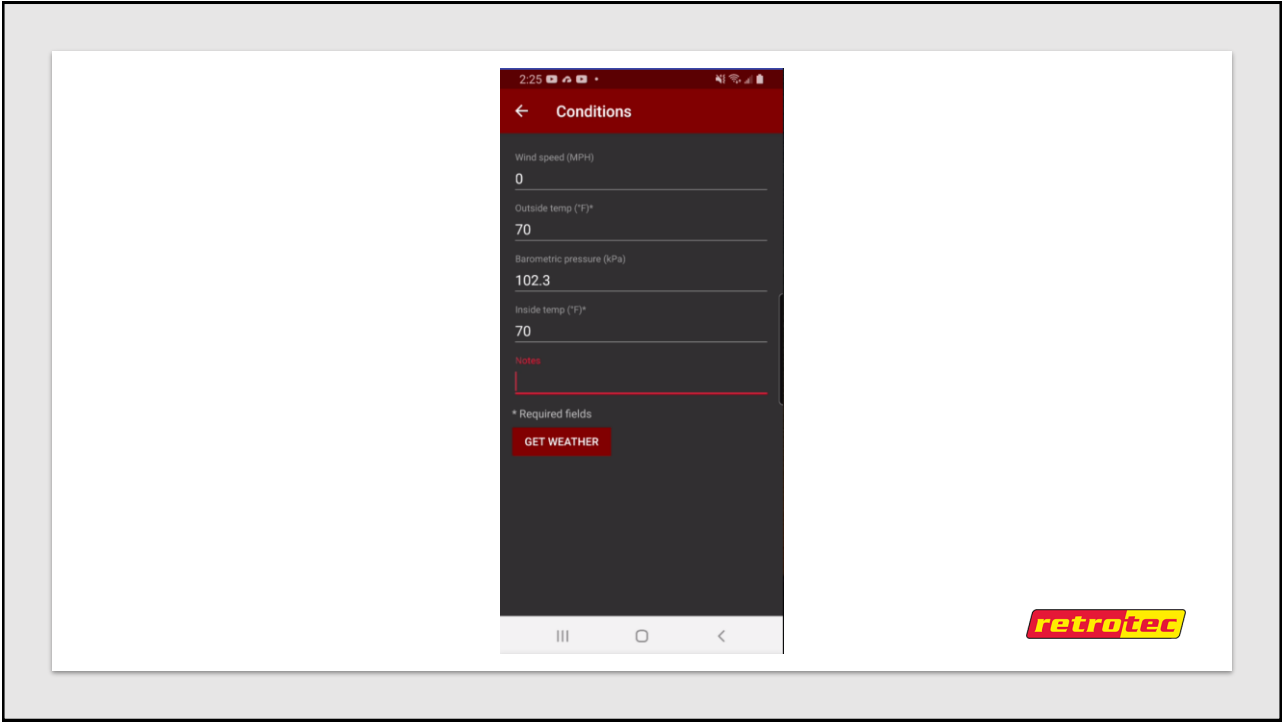 2:25
Conditions
Wind speed (MPH)
0
Outside temp (°F)*
70
Barometric pressure (kPa)
102.3
Inside temp (°F)*
70
Notes
* Required fields
GET WEATHER
retrotec